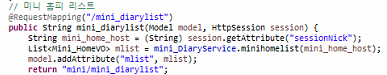 // 미니 홈피 리스트
@RequestMapping("/mini_diarylist")
public String mini_diarylist(Model model, HttpSession session) {
String mini_home_host = (String) session.getAttribute("sessionNick");
List<Mini_HomeVO> mlist = mini_DiaryService.minihomelist(mini_home_host);
model.addAttribute("mlist", mlist);
return "mini/mini_diarylist";